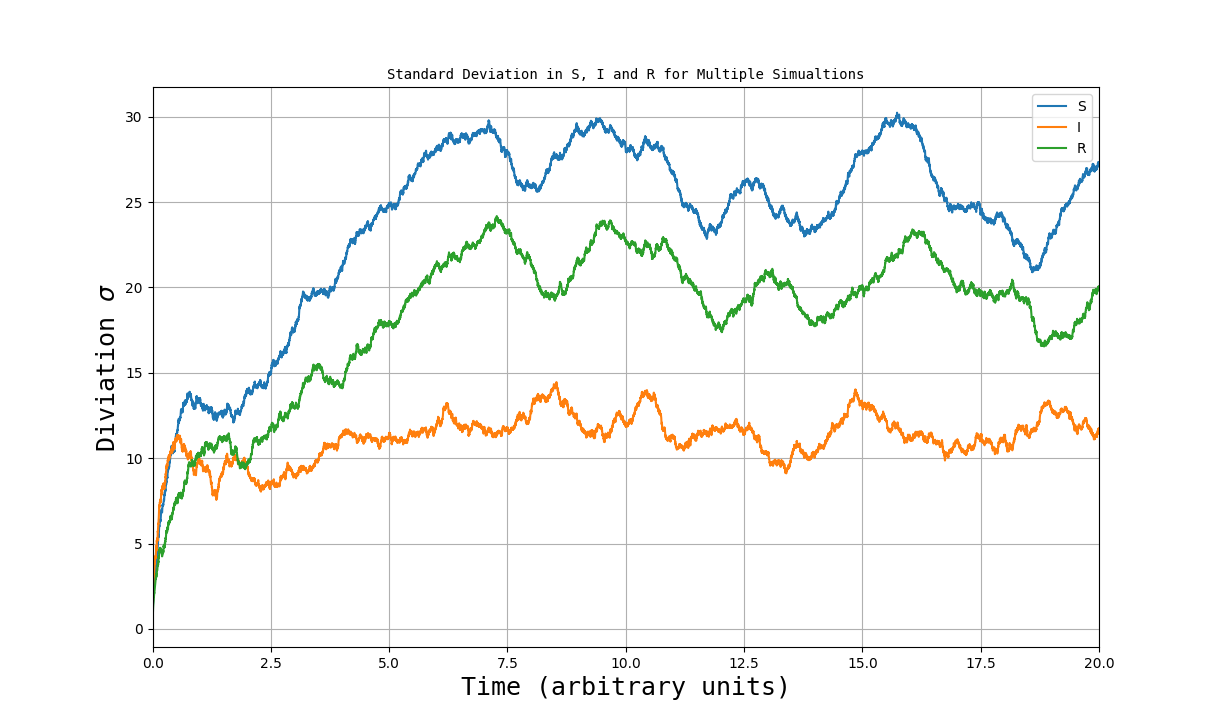 Standard Deviation in S, I and R for Multiple Simualtions
S
I
R
30
25
20
15
10
5
0
Diviation σ
0.0 2.5 5.0 7.5 10.0 12.5 15.0 17.5 20.0
Time (arbitrary units)